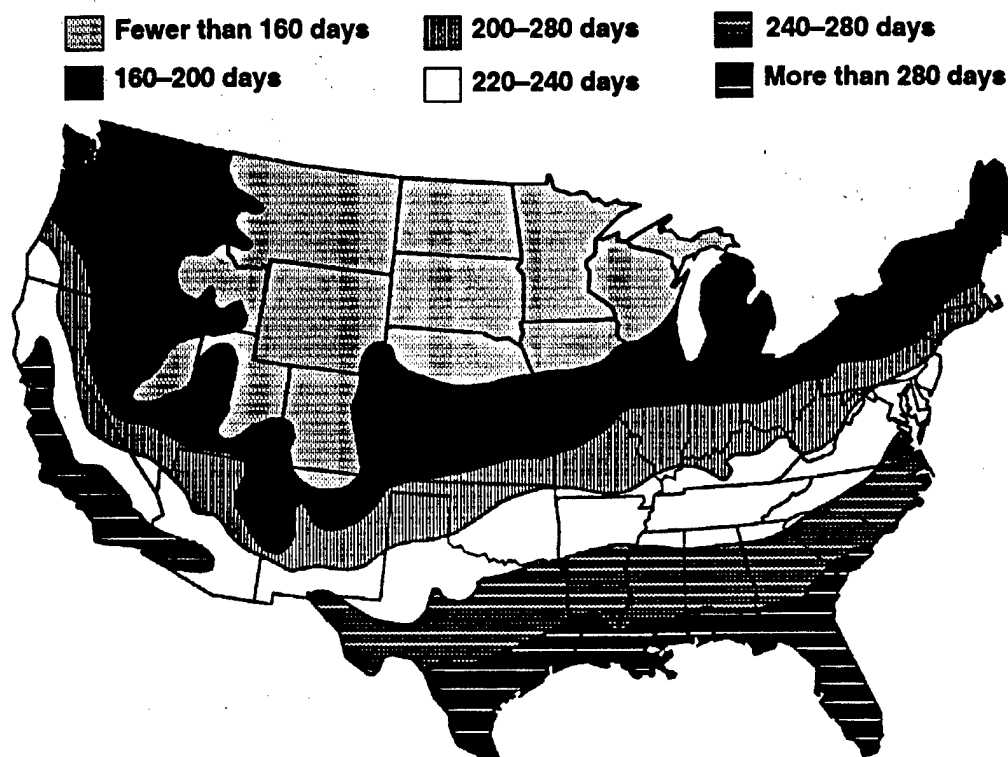 Fewer than 160 days
200–280 days
240–280 days
160–200 days
220–240 days
More than 280 days